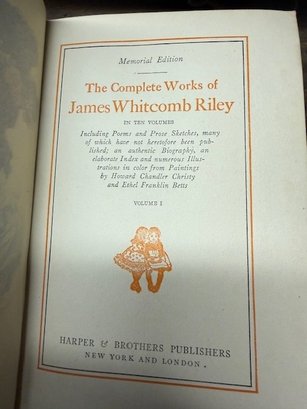 Memorial Edition
The Complete Works of
James Whitcomb Riley
IN TEN VOLUMES
Including Poems and Prose Sketches, many
of which have not heretofore been pub-
lished; an authentic Biography, an
elaborate Index and numerous Illus-
trations in color from Paintings
by Howard Chandler Christy
and Ethel Franklin Betts
VOLUME I
HARPER & BROTHERS PUBLISHERS
NEW YORK AND LONDON.